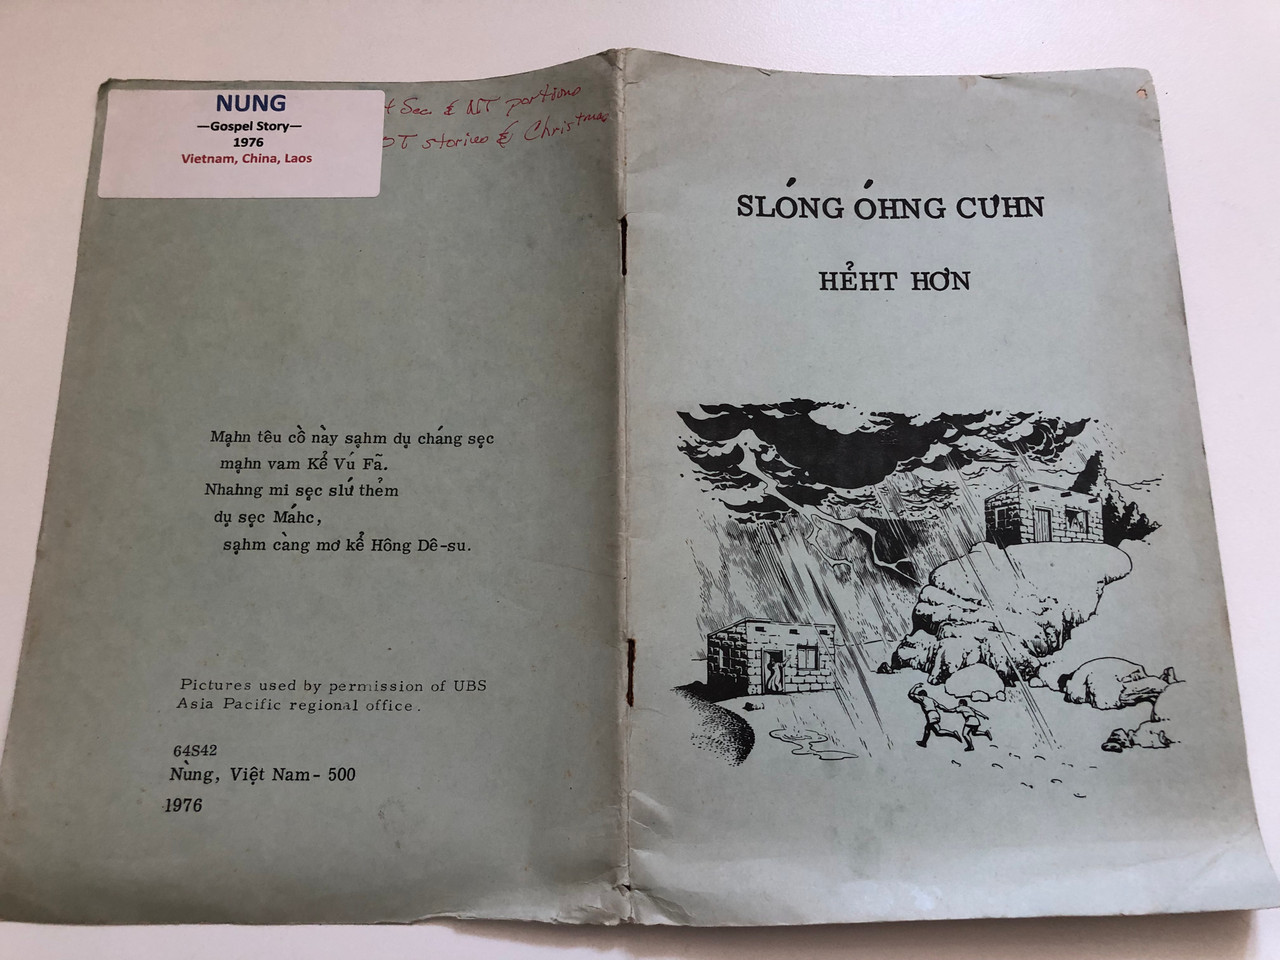 NUNG
—Gospel Story—
1976
Vietnam, China, Laos
Sec. & NT portions
OT stories & Christmas
Mạhn têu cồ này sạhm dụ cháng sẹc
mạhn vam Kể Vú Fã.
Nhahng mi sẹc slứ thẻm
dụ sẹc Máhc,
sạhm càng mơ kể Hông Dê-su.
Pictures used by permission of UBS
Asia Pacific regional office.
64S42
Nùng, Việt Nam - 500
1976
SLÓNG ÓHNG CƯHN
HẺHT HƠN